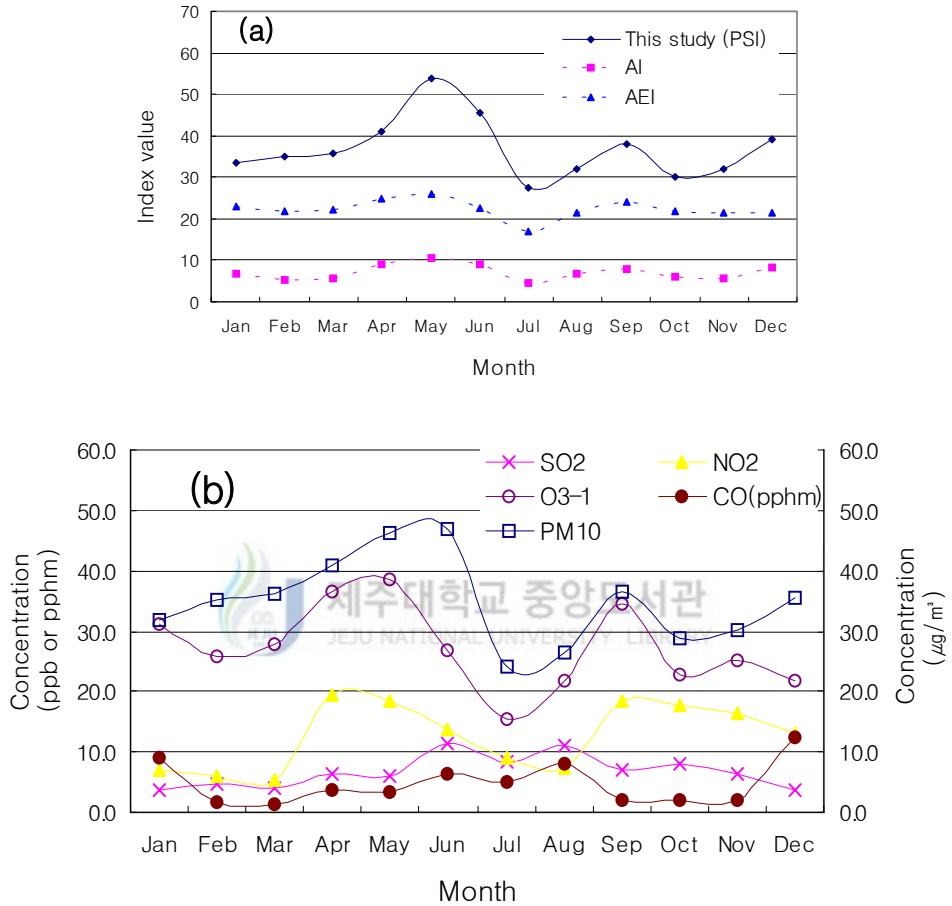 (a)
This study (PSI)
AI
AEI
Index value
70
60
50
40
30
20
10
0
Jan Feb Mar Apr May Jun Jul Aug Sep Oct Nov Dec
Month
(b)
SO2 NO2
O3-1 CO(pphm)
PM10
Concentration
(ppb or pphm)
60.0
50.0
40.0
30.0
20.0
10.0
0.0
60.0
50.0
40.0
30.0
20.0
10.0
0.0
Concentration
(μg/㎥)
제주대학교 중앙도서관
JEJU NATIONAL UNIVERSITY LIBRARY
JEJU
Jan Feb Mar Apr May Jun Jul Aug Sep Oct Nov Dec
Month